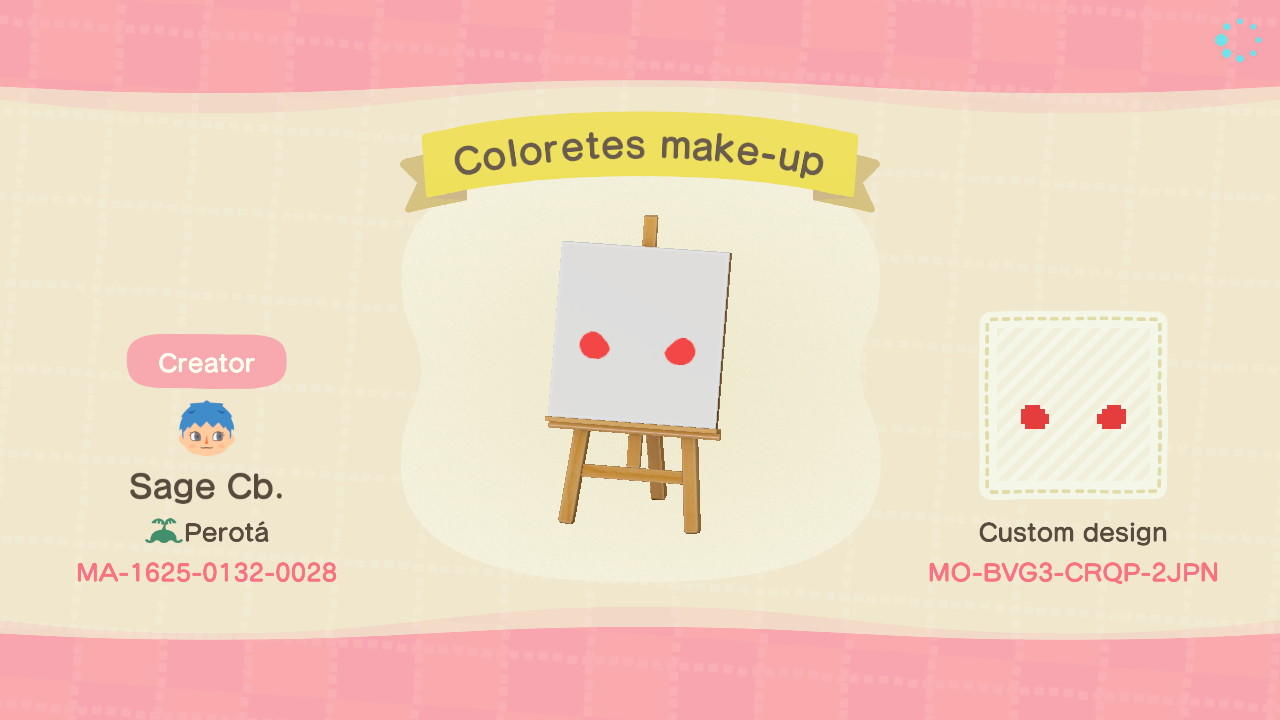 Coloretes make-up
Creator
Sage Cb.
Perotá
MA-1625-0132-0028
Custom design
MO-BVG3-CRQP-2JPN